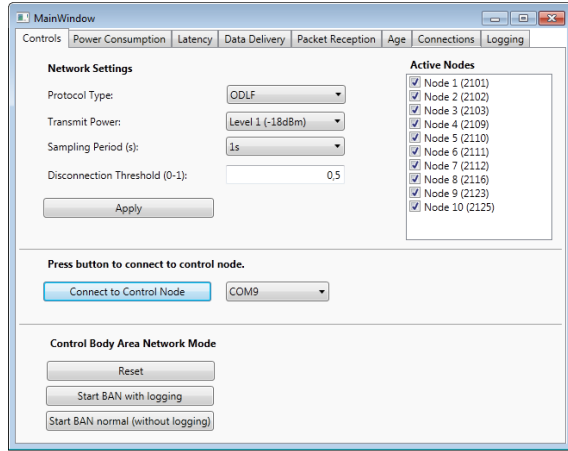 MainWindow
Controls Power Consumption Latency Data Delivery Packet Reception Age Connections Logging
Network Settings
Protocol Type: ODLF
Transmit Power: Level 1 (-18dBm)
Sampling Period (s): 1s
Disconnection Threshold (0-1): 0,5
Apply
Active Nodes
Node 1 (2101)
Node 2 (2102)
Node 3 (2103)
Node 4 (2109)
Node 5 (2110)
Node 6 (2111)
Node 7 (2112)
Node 8 (2116)
Node 9 (2123)
Node 10 (2125)
Press button to connect to control node.
Connect to Control Node COM9
Control Body Area Network Mode
Reset
Start BAN with logging
Start BAN normal (without logging)